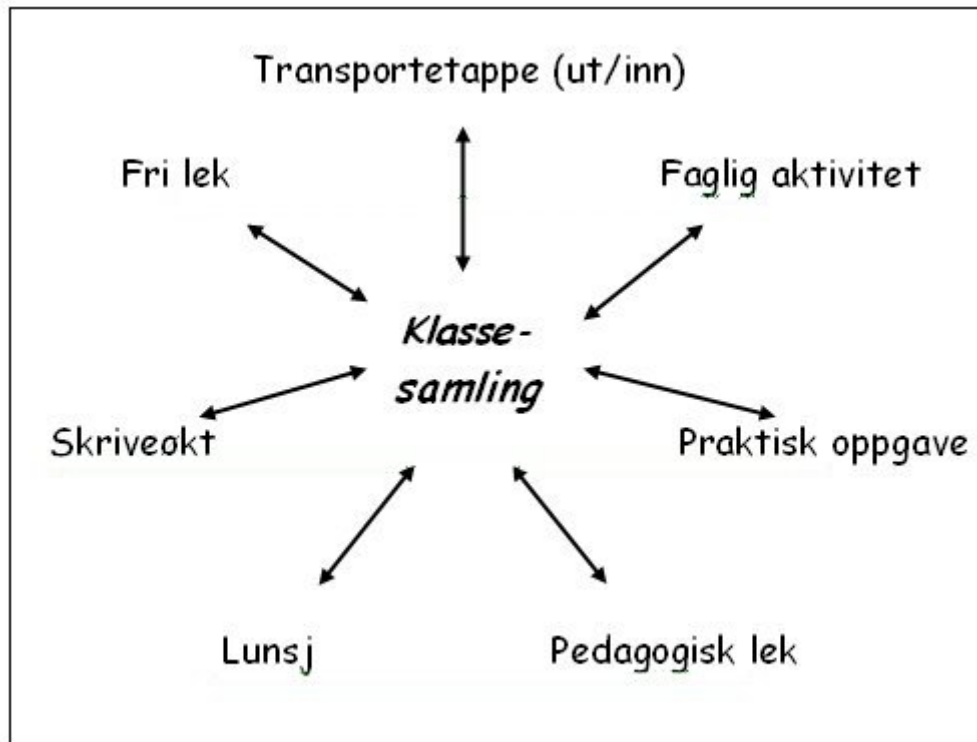 Transportetappe (ut/inn)
Fri lek
Faglig aktivitet
Klasse-
samling
Skriveøkt
Praktisk oppgave
Lunsj
Pedagogisk lek